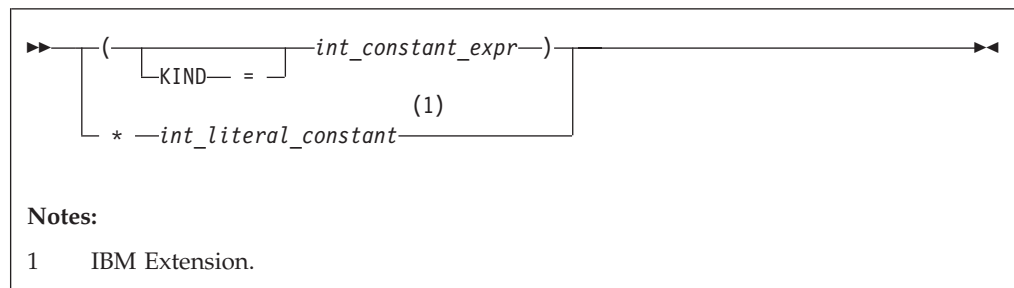 ( int_constant_expr )
KIND =
(1)
* int_literal_constant
Notes:
1 IBM Extension.